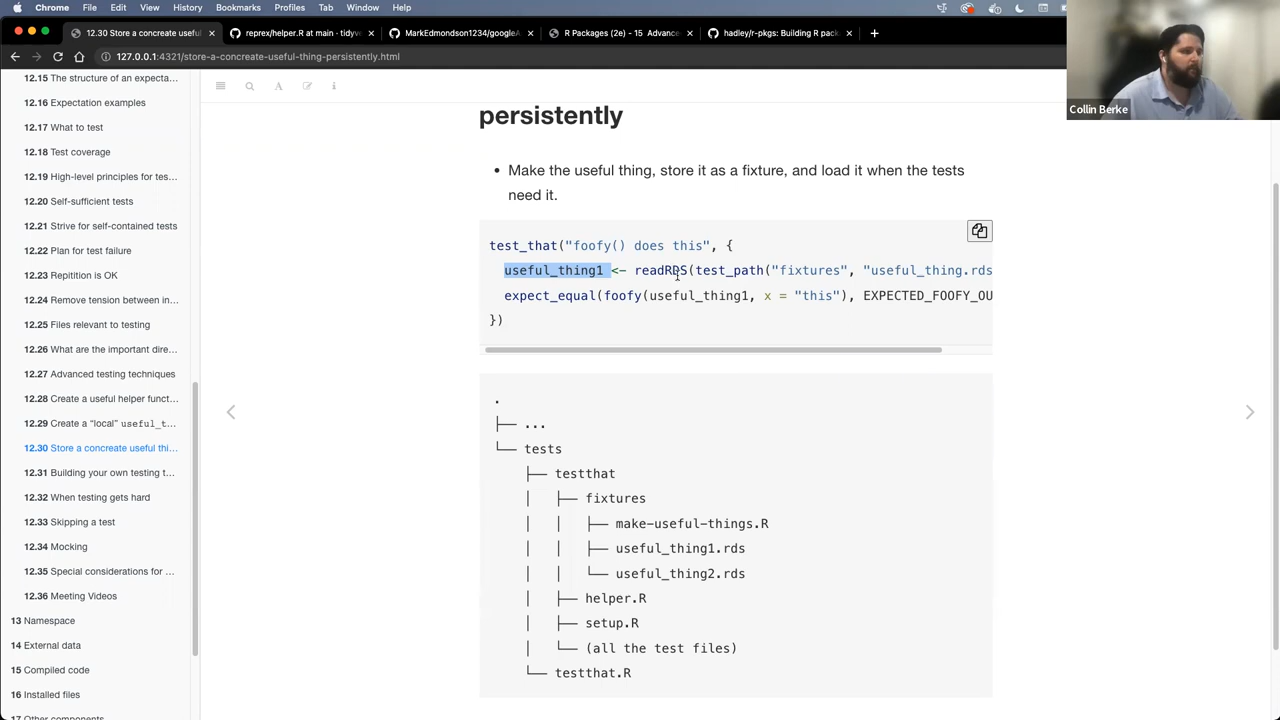 Chrome File Edit View History Bookmarks Profiles Tab Window Help
12.30 Store a concreate useful
reprex/helper.R at main · tidyve
MarkEdmondson1234/googleA
R Packages (2e) - 15 Advance
hadley/r-pkgs: Building R pack
127.0.0.1:4321/store-a-concreate-useful-thing-persistently.html
Collin Berke
12.15 The structure of an expecta...
12.16 Expectation examples
12.17 What to test
12.18 Test coverage
12.19 High-level principles for tes...
12.20 Self-sufficient tests
12.21 Strive for self-contained tests
12.22 Plan for test failure
12.23 Repitition is OK
12.24 Remove tension between in...
12.25 Files relevant to testing
12.26 What are the important dire...
12.27 Advanced testing techniques
12.28 Create a useful helper funct...
12.29 Create a “local” useful_t...
12.30 Store a concreate useful thi...
12.31 Building your own testing t...
12.32 When testing gets hard
12.33 Skipping a test
12.34 Mocking
12.35 Special considerations for ...
12.36 Meeting Videos
13 Namespace
14 External data
15 Compiled code
16 Installed files
17 Other components
persistently
• Make the useful thing, store it as a fixture, and load it when the tests
need it.
test_that("foofy() does this", {
useful_thing1 <- readRDS(test_path("fixtures", "useful_thing.rds
expect_equal(foofy(useful_thing1, x = "this"), EXPECTED_FOOFY_OU
})
.
├── ...
└── tests
├── testthat
│ ├── fixtures
│ │ ├── make-useful-things.R
│ │ ├── useful_thing1.rds
│ │ └── useful_thing2.rds
│ ├── helper.R
│ ├── setup.R
│ └── (all the test files)
└── testthat.R